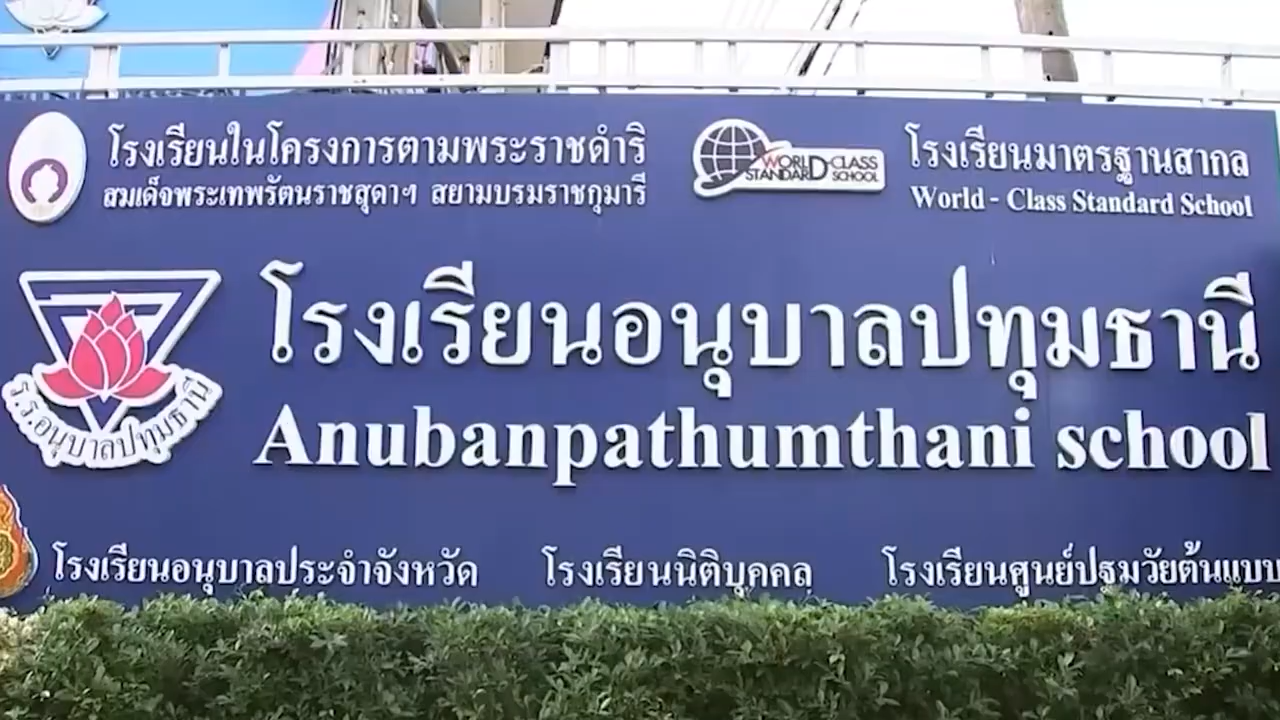 โรงเรียนในโครงการตามพระราชดำริ
สมเด็จพระเทพรัตนราชสุดาฯ สยามบรมราชกุมารี
WORLD-CLASS
STANDARD SCHOOL
โรงเรียนมาตรฐานสากล
World - Class Standard School
โรงเรียนอนุบาลปทุมธานี
Anubanpathumthani school
ร.ร.อนุบาลปทุมธานี
โรงเรียนอนุบาลประจำจังหวัด
โรงเรียนนิติบุคคล
โรงเรียนศูนย์ปฐมวัยต้นแบบ